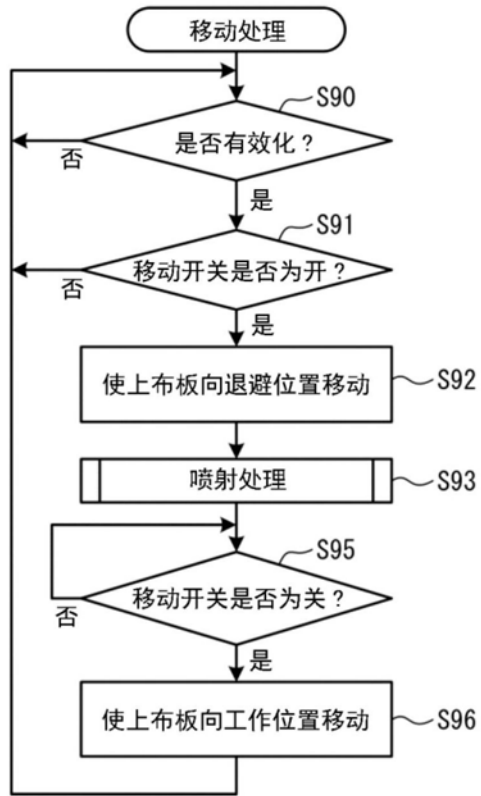 移动处理
S90
是否有效化？
否
是
S91
移动开关是否为开？
否
是
使上布板向退避位置移动
S92
喷射处理
S93
S95
移动开关是否为关？
否
是
使上布板向工作位置移动
S96